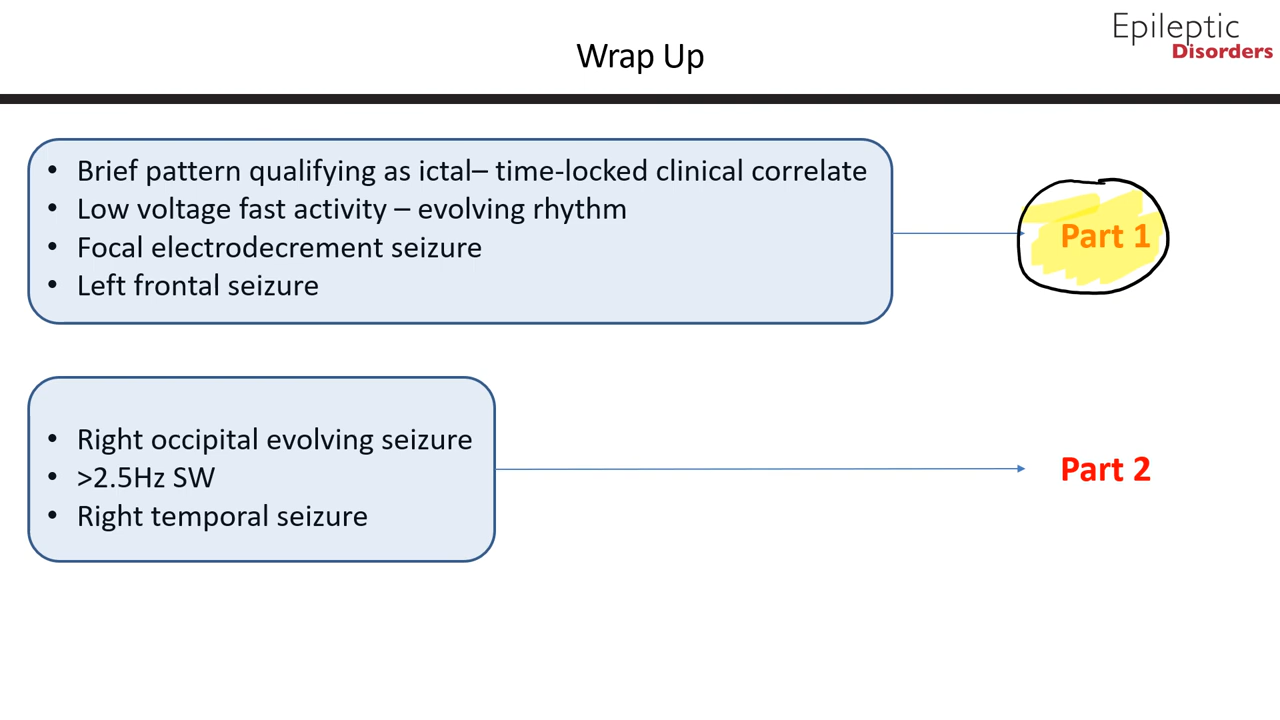 Epileptic
Disorders
Wrap Up
• Brief pattern qualifying as ictal– time-locked clinical correlate
• Low voltage fast activity – evolving rhythm
• Focal electrodecrement seizure
• Left frontal seizure
Part 1
• Right occipital evolving seizure
• >2.5Hz SW
• Right temporal seizure
Part 2